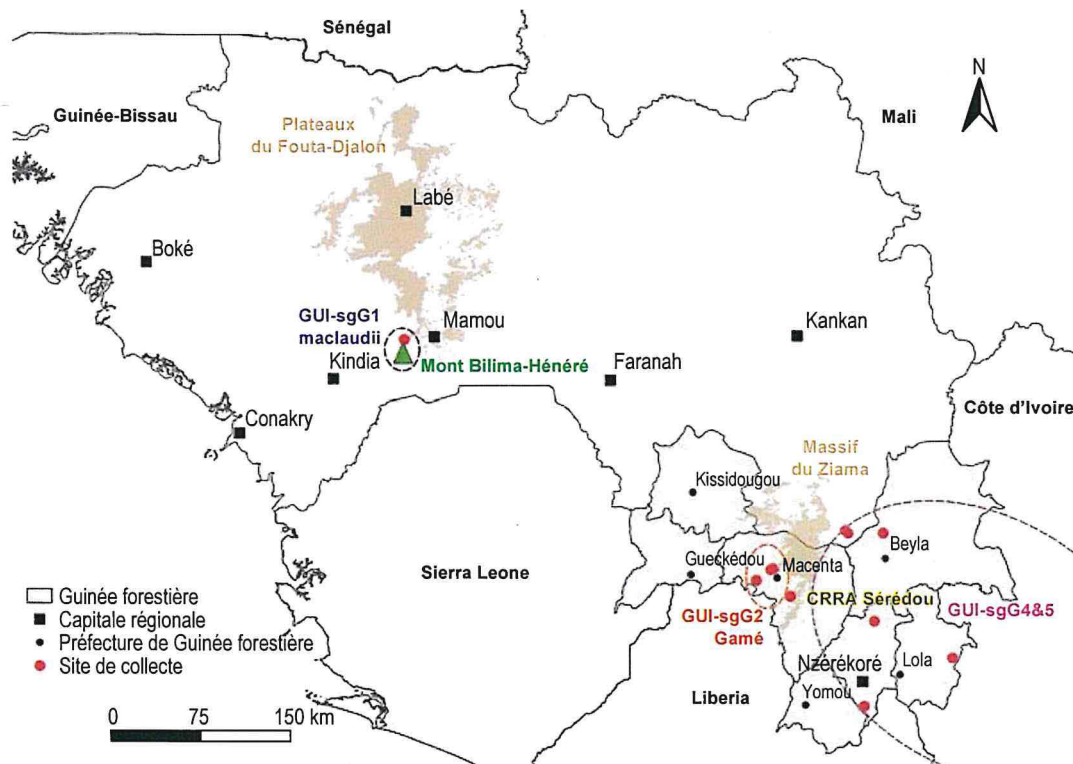 Sénégal
N
Guinée-Bissau
Mali
Plateaux
du Fouta-Djalon
Labé
Boké
GUI-sgG1
maclaudii
Mamou
Kankan
Kindia
Mont Bilima-Hénéré
Faranah
Côte d'Ivoire
Conakry
Massif
du Ziama
Kissidougou
Beyla
Gueckédou
Macenta
Sierra Leone
CRRA Sérédou
GUI-sgG2
Gamé
GUI-sgG4&5
Guinée forestière
Capitale régionale
Préfecture de Guinée forestière
Site de collecte
Nzérékoré
Lola
Liberia
Yomou
0 75 150 km